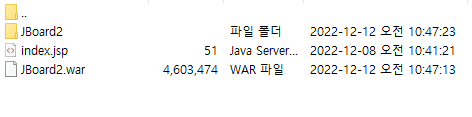 ..
JBoard2 파일 폴더 2022-12-12 오전 10:47:23
index.jsp 51 Java Server... 2022-12-08 오전 10:41:21
JBoard2.war 4,603,474 WAR 파일 2022-12-12 오전 10:47:13